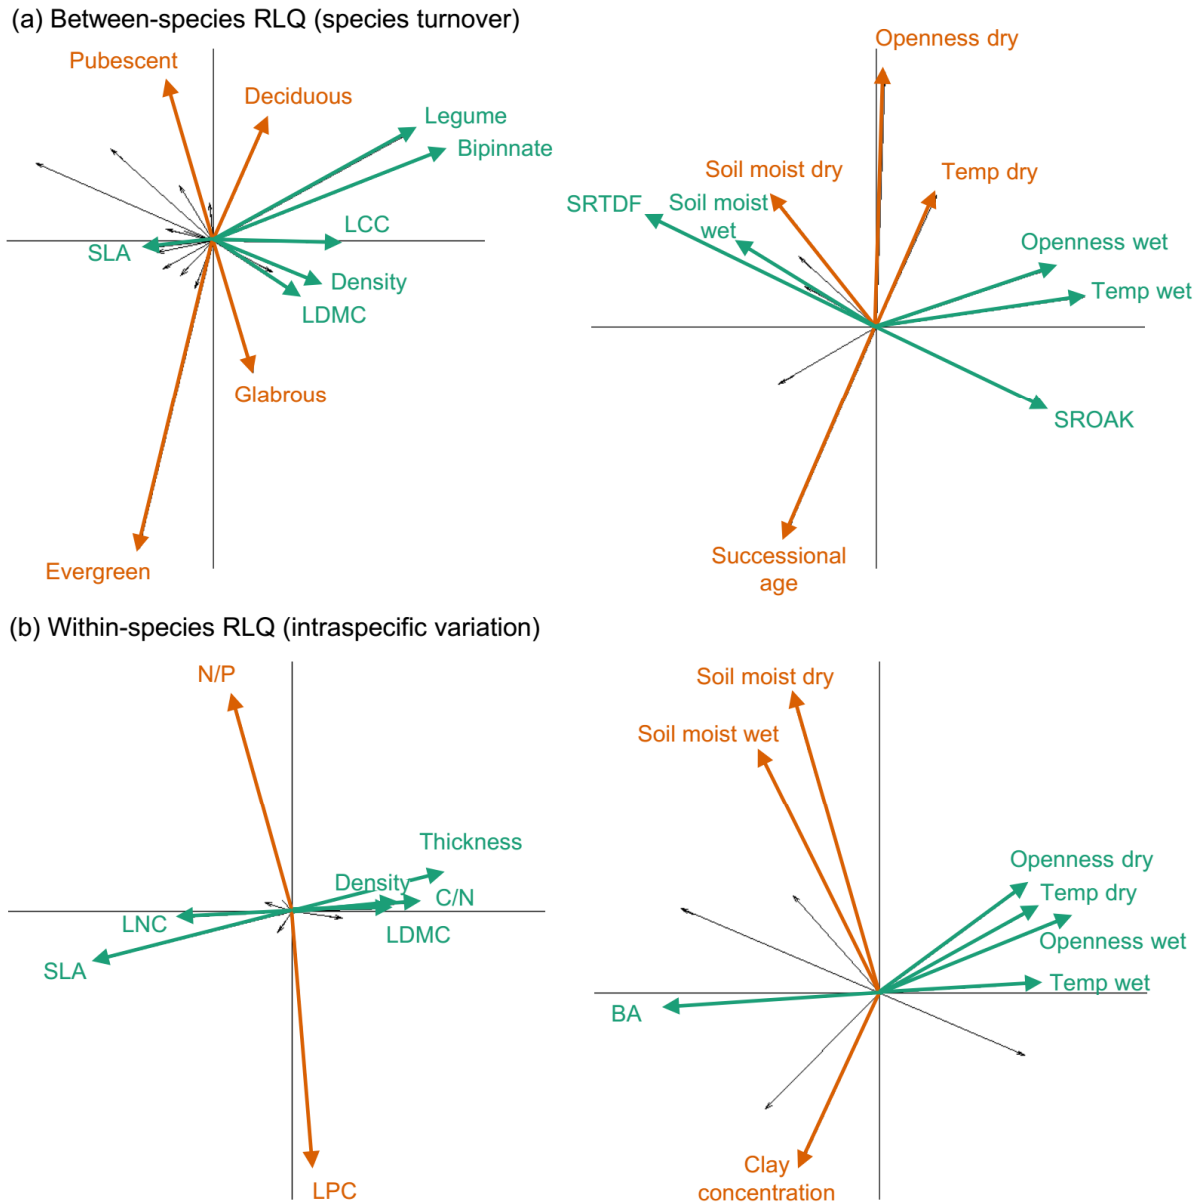 (a) Between-species RLQ (species turnover)
Pubescent
Deciduous
Legume
Bipinnate
LCC
SLA
Density
LDMC
Glabrous
Evergreen
Openness dry
Soil moist dry
Temp dry
SRTDF
Soil moist
wet
Openness wet
Temp wet
SROAK
Successional
age
(b) Within-species RLQ (intraspecific variation)
N/P
Thickness
Density
C/N
LNC
LDMC
SLA
LPC
Soil moist dry
Soil moist wet
Openness dry
Temp dry
Openness wet
Temp wet
BA
Clay
concentration